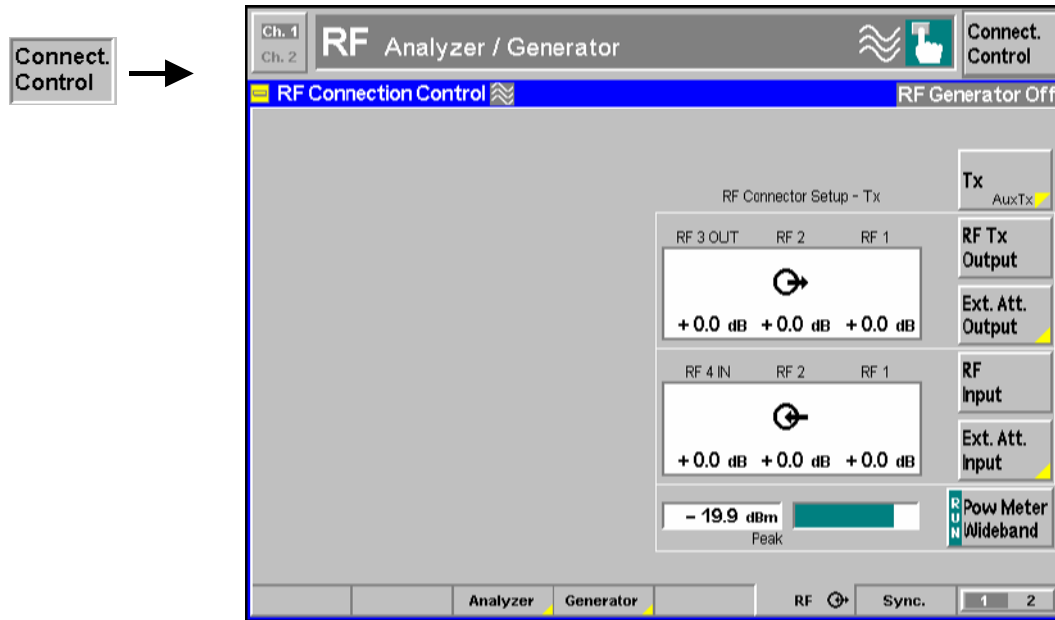 Connect.
Control
Ch. 1
Ch. 2
RF Analyzer / Generator
Connect.
Control
RF Connection Control
RF Generator Off
RF Connector Setup - Tx
Tx
AuxTx
RF 3 OUT RF 2 RF 1
RF Tx
Output
+ 0.0 dB + 0.0 dB + 0.0 dB
Ext. Att.
Output
RF 4 IN RF 2 RF 1
RF
Input
+ 0.0 dB + 0.0 dB + 0.0 dB
Ext. Att.
Input
- 19.9 dBm
Peak
RUN
Pow Meter
Wideband
Analyzer Generator RF Sync. 1 2